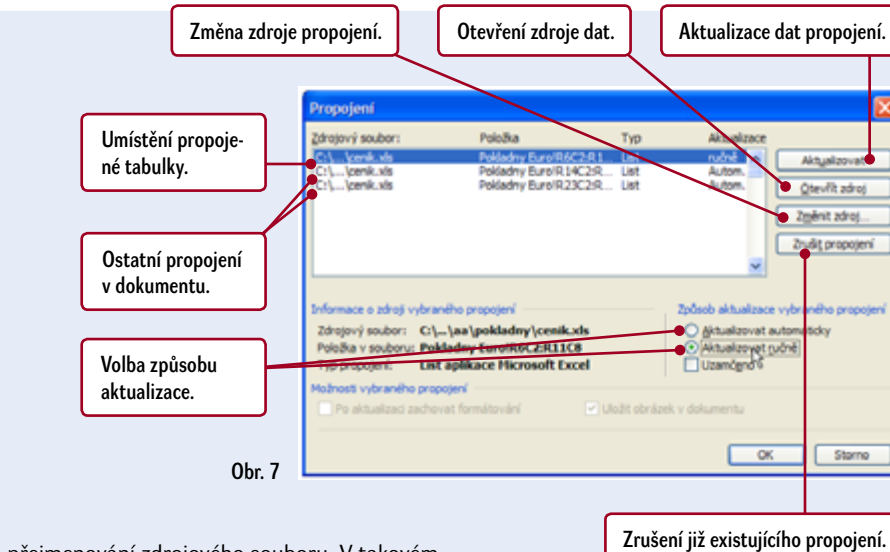 Změna zdroje propojení.
Otevření zdroje dat.
Aktualizace dat propojení.
Propojení
Zdrojový soubor: Položka Typ Aktualizace
C:\...\cenik.xls Pokladny Euro!R6C2:R1... List ručně
C:\...\cenik.xls Pokladny Euro!R14C2:R... List Autom.
C:\...\cenik.xls Pokladny Euro!R23C2:R... List Autom.
Aktualizovat
Otevřít zdroj
Změnit zdroj...
Zrušit propojení
Umístění propoje-
né tabulky.
Ostatní propojení
v dokumentu.
Volba způsobu
aktualizace.
Informace o zdroji vybraného propojení
Zdrojový soubor: C:\...\aa\pokladny\cenik.xls
Položka v souboru: Pokladny Euro!R6C2:R11C8
Typ propojení: List aplikace Microsoft Excel
Způsob aktualizace vybraného propojení
Aktualizovat automaticky
Aktualizovat ručně
Uzamčeno
Možnosti vybraného propojení
Po aktualizaci zachovat formátování
Uložit obrázek v dokumentu
OK
Storno
Obr. 7
Zrušení již existujícího propojení.
přejmenování zdrojového souboru. V takovém